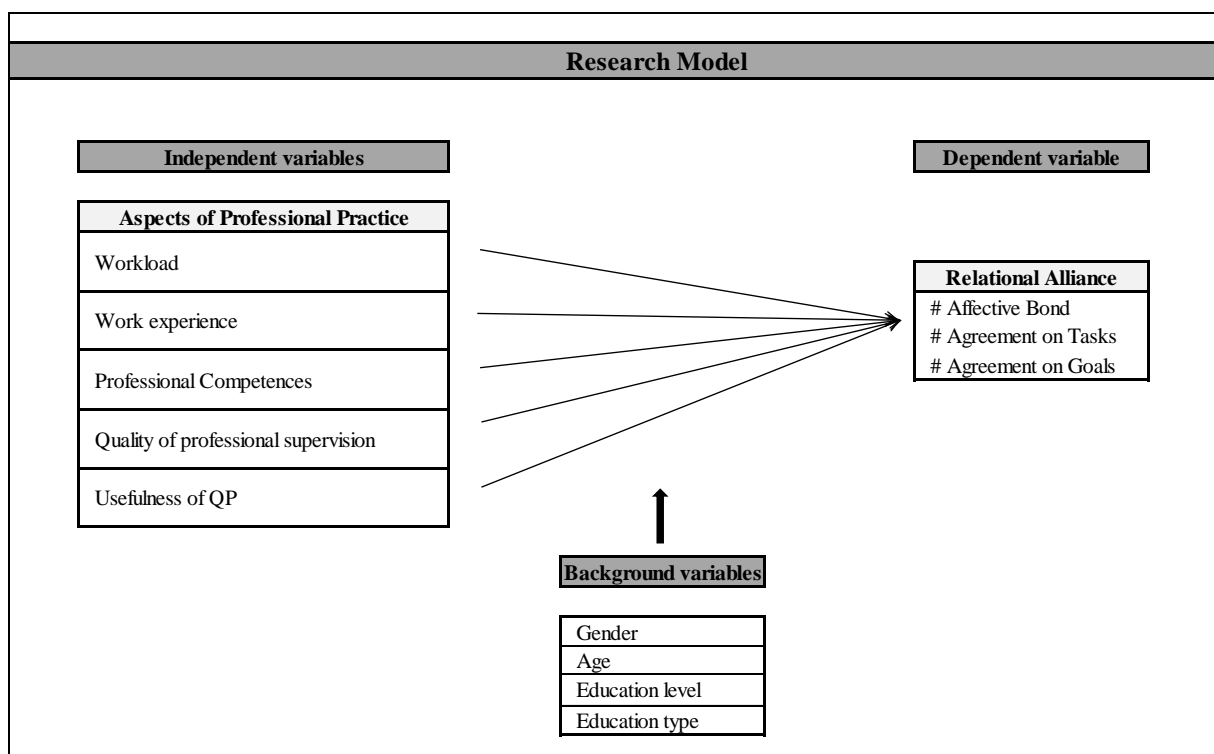 Research Model
Independent variables
Dependent variable
Aspects of Professional Practice
Workload
Work experience
Professional Competences
Quality of professional supervision
Usefulness of QP
Relational Alliance
# Affective Bond
# Agreement on Tasks
# Agreement on Goals
Background variables
Gender
Age
Education level
Education type